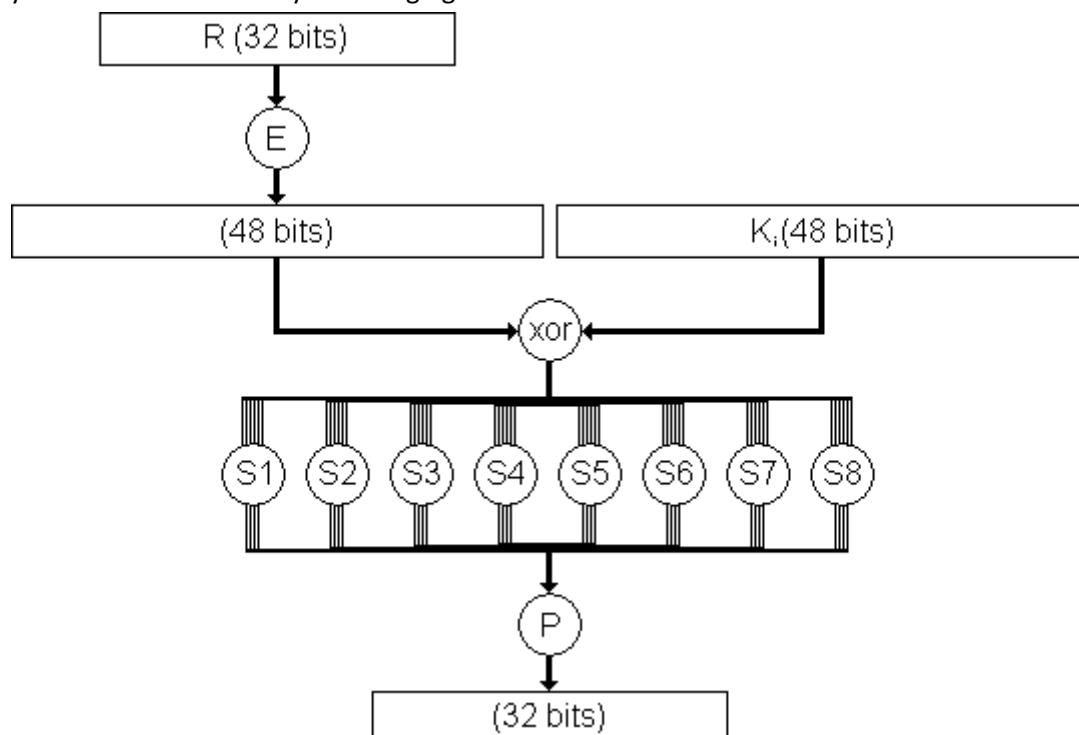 R (32 bits)
E
(48 bits)
Kᵢ(48 bits)
xor
S1 S2 S3 S4 S5 S6 S7 S8
P
(32 bits)